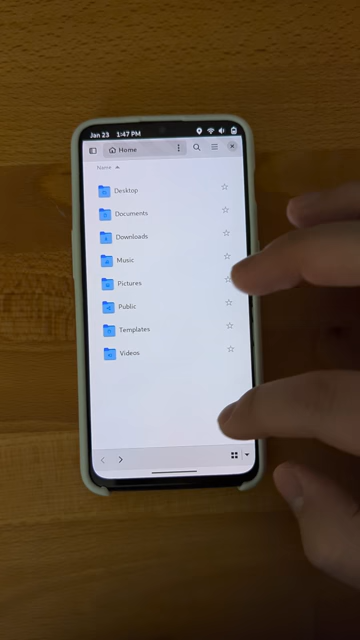 Jan 23 1:47 PM
Home
Name
Desktop
Documents
Downloads
Music
Pictures
Public
Templates
Videos